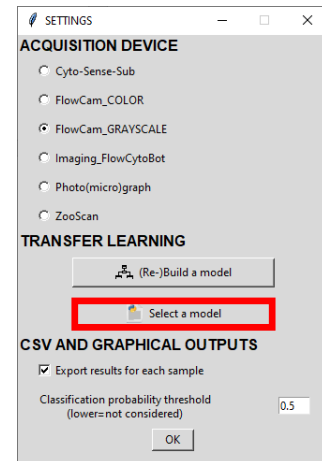 SETTINGS
ACQUISITION DEVICE
Cyto-Sense-Sub
FlowCam_COLOR
FlowCam_GRAYSCALE
Imaging_FlowCytoBot
Photo(micro)graph
ZooScan
TRANSFER LEARNING
(Re-)Build a model
Select a model
CSV AND GRAPHICAL OUTPUTS
Export results for each sample
Classification probability threshold
(lower=not considered)
0.5
OK